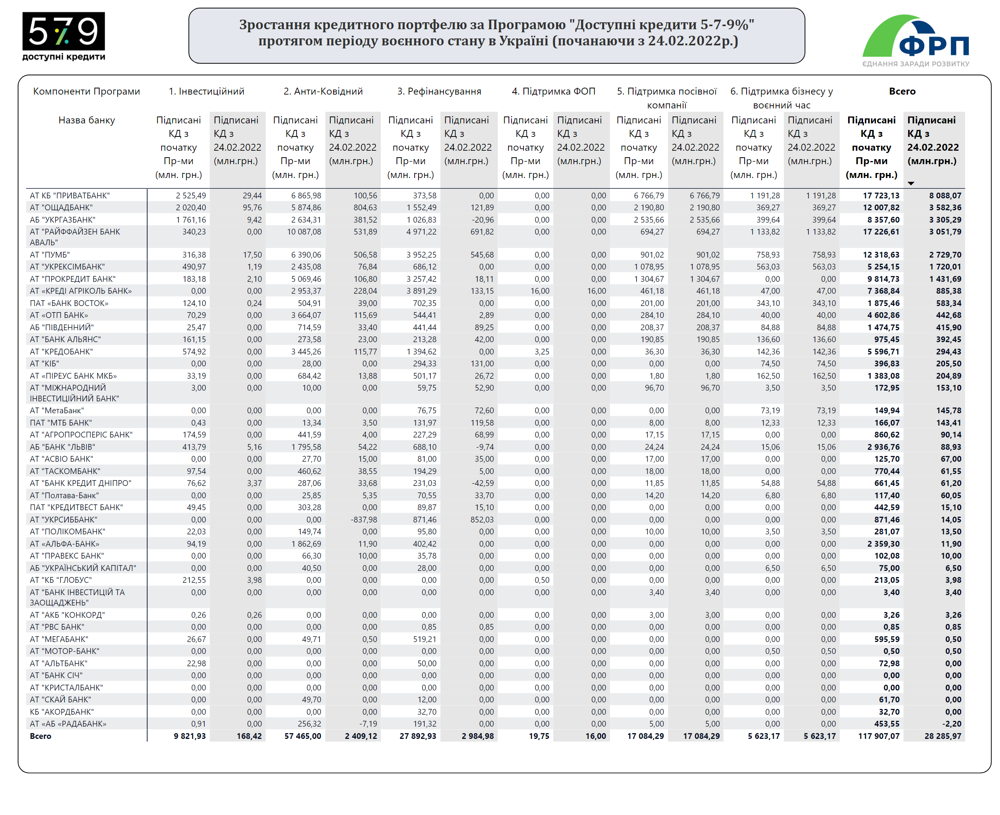 579
доступні кредити
Зростання кредитного портфелю за Програмою "Доступні кредити 5-7-9%"
протягом періоду воєнного стану в Україні (починаючи з 24.02.2022р.)
ФРП
ЄДНАННЯ ЗАРАДИ РОЗВИТКУ
Компоненти Програми 1. Інвестиційний 2. Анти-Ковідний 3. Рефінансування 4. Підтримка ФОП 5. Підтримка посівної 6. Підтримка бізнесу у Всего
компанії воєнний час
Назва банку Підписані Підписані Підписані Підписані Підписані Підписані Підписані Підписані Підписані Підписані Підписані Підписані Підписані Підписані
КД з КД з КД з КД з КД з КД з КД з КД з КД з КД з КД з КД з КД з КД з
початку 24.02.2022 початку 24.02.2022 початку 24.02.2022 початку 24.02.2022 початку 24.02.2022 початку 24.02.2022 початку 24.02.2022
Пр-ми (млн.грн.) Пр-ми (млн.грн.) Пр-ми (млн.грн.) Пр-ми (млн.грн.) Пр-ми (млн.грн.) Пр-ми (млн.грн.) Пр-ми (млн.грн.)
(млн. грн.) (млн. грн.) (млн. грн.) (млн. грн.) (млн. грн.) (млн. грн.) (млн. грн.)
АТ КБ "ПРИВАТБАНК" 2 525,49 29,44 6 865,98 100,56 373,58 0,00 0,00 0,00 6 766,79 6 766,79 1 191,28 1 191,28 17 723,13 8 088,07
АТ "ОЩАДБАНК" 2 020,40 95,76 5 874,86 804,63 1 552,49 121,89 0,00 0,00 2 190,80 2 190,80 369,27 369,27 12 007,82 3 582,36
АБ "УКРГАЗБАНК" 1 761,16 9,42 2 634,31 381,52 1 026,83 -20,96 0,00 0,00 2 535,66 2 535,66 399,64 399,64 8 357,60 3 305,29
АТ "РАЙФФАЙЗЕН БАНК 340,23 0,00 10 087,08 531,89 4 971,22 691,82 0,00 0,00 694,27 694,27 1 133,82 1 133,82 17 226,61 3 051,79
АВАЛЬ"
АТ "ПУМБ" 316,38 17,50 6 390,06 506,58 3 952,25 545,68 0,00 0,00 901,02 901,02 758,93 758,93 12 318,63 2 729,70
АТ "УКРЕКСІМБАНК" 490,97 1,19 2 435,08 76,84 686,12 0,00 0,00 0,00 1 078,95 1 078,95 563,03 563,03 5 254,15 1 720,01
АТ "ПРОКРЕДИТ БАНК" 183,18 2,10 5 069,46 106,80 3 257,42 18,11 0,00 0,00 1 304,67 1 304,67 0,00 0,00 9 814,73 1 431,69
АТ «КРЕДІ АГРІКОЛЬ БАНК» 0,00 0,00 2 953,37 228,04 3 891,29 133,15 16,00 16,00 461,18 461,18 47,00 47,00 7 368,84 885,38
ПАТ «БАНК ВОСТОК» 124,10 0,24 504,91 39,00 702,35 0,00 0,00 0,00 201,00 201,00 343,10 343,10 1 875,46 583,34
АТ «ОТП БАНК» 70,29 0,00 3 664,07 115,69 544,41 2,89 0,00 0,00 284,10 284,10 40,00 40,00 4 602,86 442,68
АБ "ПІВДЕННИЙ" 25,47 0,00 714,59 33,40 441,44 89,25 0,00 0,00 208,37 208,37 84,88 84,88 1 474,75 415,90
АТ "БАНК АЛЬЯНС" 161,15 0,00 273,58 23,00 213,28 42,00 0,00 0,00 190,85 190,85 136,60 136,60 975,45 392,45
АТ "КРЕДОБАНК" 574,92 0,00 3 445,26 115,77 1 394,62 0,00 3,25 0,00 36,30 36,30 142,36 142,36 5 596,71 294,43
АТ "КІБ" 0,00 0,00 28,00 0,00 294,33 131,00 0,00 0,00 0,00 0,00 74,50 74,50 396,83 205,50
АТ «ПІРЕУС БАНК МКБ» 33,19 0,00 684,42 13,88 501,17 26,72 0,00 0,00 1,80 1,80 162,50 162,50 1 383,08 204,89
АТ "МІЖНАРОДНИЙ 3,00 0,00 10,00 0,00 59,75 52,90 0,00 0,00 96,70 96,70 3,50 3,50 172,95 153,10
ІНВЕСТИЦІЙНИЙ БАНК"
АТ "МетаБанк" 0,00 0,00 0,00 0,00 76,75 72,60 0,00 0,00 0,00 0,00 73,19 73,19 149,94 145,78
ПАТ "МТБ БАНК" 0,43 0,00 13,34 3,50 131,97 119,58 0,00 0,00 8,00 8,00 12,33 12,33 166,07 143,41
АТ "АГРОПРОСПЕРІС БАНК" 174,59 0,00 441,59 4,00 227,29 68,99 0,00 0,00 17,15 17,15 0,00 0,00 860,62 90,14
АБ "БАНК "ЛЬВІВ" 413,79 5,16 1 795,58 54,22 688,10 -9,74 0,00 0,00 24,24 24,24 15,06 15,06 2 936,76 88,93
АТ "АСВІО БАНК" 0,00 0,00 27,70 15,00 81,00 35,00 0,00 0,00 17,00 17,00 0,00 0,00 125,70 67,00
АТ "ТАСКОМБАНК" 97,54 0,00 460,62 38,55 194,29 5,00 0,00 0,00 18,00 18,00 0,00 0,00 770,44 61,55
АТ "БАНК КРЕДИТ ДНІПРО" 76,62 3,37 287,06 33,68 231,03 -42,59 0,00 0,00 11,85 11,85 54,88 54,88 661,45 61,20
АТ "Полтава-Банк" 0,00 0,00 25,85 5,35 70,55 33,70 0,00 0,00 14,20 14,20 6,80 6,80 117,40 60,05
ПАТ "КРЕДИТВЕСТ БАНК" 49,45 0,00 303,28 0,00 89,87 15,10 0,00 0,00 0,00 0,00 0,00 0,00 442,59 15,10
АТ "УКРСИББАНК" 0,00 0,00 0,00 -837,98 871,46 852,03 0,00 0,00 0,00 0,00 0,00 0,00 871,46 14,05
АТ "ПОЛІКОМБАНК" 22,03 0,00 149,74 0,00 95,80 0,00 0,00 0,00 10,00 10,00 3,50 3,50 281,07 13,50
АТ «АЛЬФА-БАНК» 94,19 0,00 1 862,69 11,90 402,42 0,00 0,00 0,00 0,00 0,00 0,00 0,00 2 359,30 11,90
АТ "ПРАВЕКС БАНК" 0,00 0,00 66,30 10,00 35,78 0,00 0,00 0,00 0,00 0,00 0,00 0,00 102,08 10,00
АБ "УКРАЇНСЬКИЙ КАПІТАЛ" 0,00 0,00 40,50 0,00 28,00 0,00 0,00 0,00 0,00 0,00 6,50 6,50 75,00 6,50
АТ "КБ "ГЛОБУС" 212,55 3,98 0,00 0,00 0,00 0,00 0,50 0,00 0,00 0,00 0,00 0,00 213,05 3,98
АТ "БАНК ІНВЕСТИЦІЙ ТА 0,00 0,00 0,00 0,00 0,00 0,00 0,00 0,00 3,40 3,40 0,00 0,00 3,40 3,40
ЗАОЩАДЖЕНЬ"
АТ "АКБ "КОНКОРД" 0,26 0,26 0,00 0,00 0,00 0,00 0,00 0,00 3,00 3,00 0,00 0,00 3,26 3,26
АТ "РВС БАНК" 0,00 0,00 0,00 0,00 0,85 0,85 0,00 0,00 0,00 0,00 0,00 0,00 0,85 0,85
АТ "МЕГАБАНК" 26,67 0,00 49,71 0,50 519,21 0,00 0,00 0,00 0,00 0,00 0,00 0,00 595,59 0,50
АТ "МОТОР-БАНК" 0,00 0,00 0,00 0,00 0,00 0,00 0,00 0,00 0,00 0,00 0,50 0,50 0,50 0,50
АТ "АЛЬТБАНК" 22,98 0,00 0,00 0,00 50,00 0,00 0,00 0,00 0,00 0,00 0,00 0,00 72,98 0,00
АТ "БАНК СІЧ" 0,00 0,00 0,00 0,00 0,00 0,00 0,00 0,00 0,00 0,00 0,00 0,00 0,00 0,00
АТ "КРИСТАЛБАНК" 0,00 0,00 0,00 0,00 0,00 0,00 0,00 0,00 0,00 0,00 0,00 0,00 0,00 0,00
АТ "СКАЙ БАНК" 0,00 0,00 49,70 0,00 12,00 0,00 0,00 0,00 0,00 0,00 0,00 0,00 61,70 0,00
КБ "АКОРДБАНК" 0,00 0,00 0,00 0,00 32,70 0,00 0,00 0,00 0,00 0,00 0,00 0,00 32,70 0,00
АТ «АБ «РАДАБАНК» 0,91 0,00 256,32 -7,19 191,32 0,00 0,00 0,00 5,00 5,00 0,00 0,00 453,55 -2,20
Всего 9 821,93 168,42 57 465,00 2 409,12 27 892,93 2 984,98 19,75 16,00 17 084,29 17 084,29 5 623,17 5 623,17 117 907,07 28 285,97